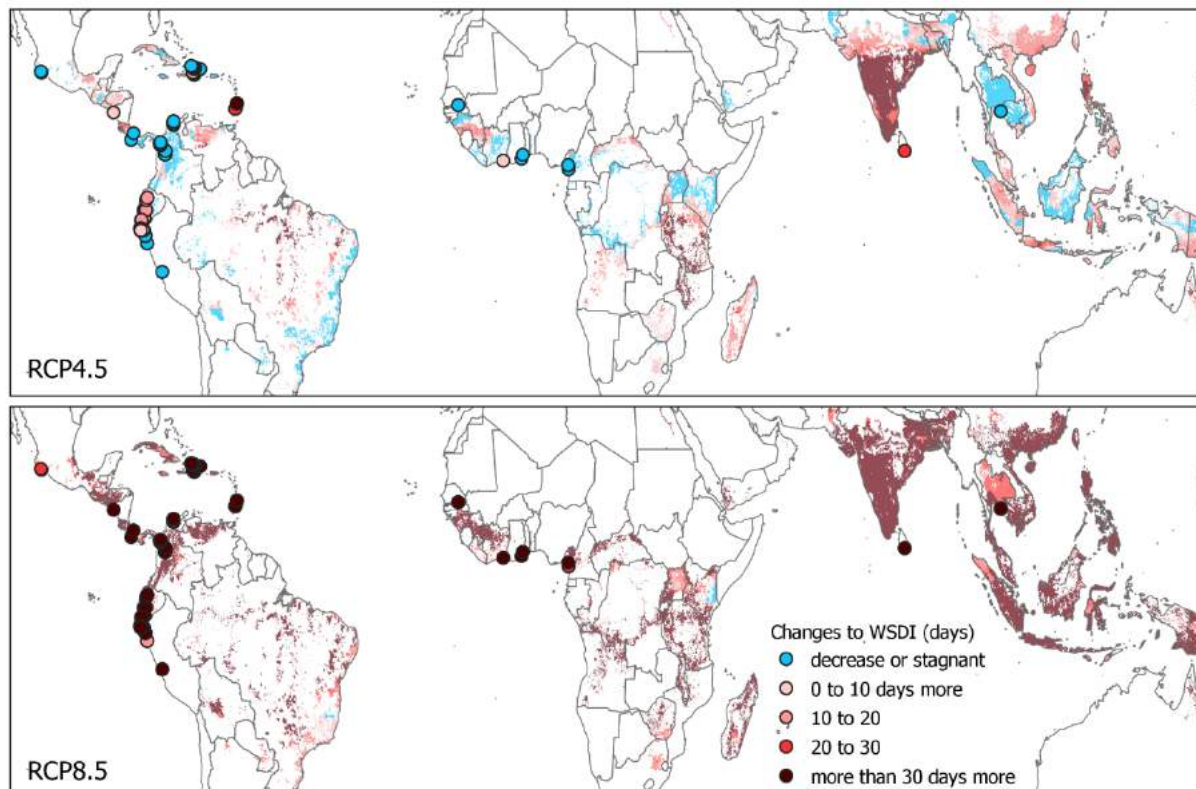 RCP4.5
Changes to WSDI (days)
decrease or stagnant
0 to 10 days more
10 to 20
20 to 30
more than 30 days more
RCP8.5